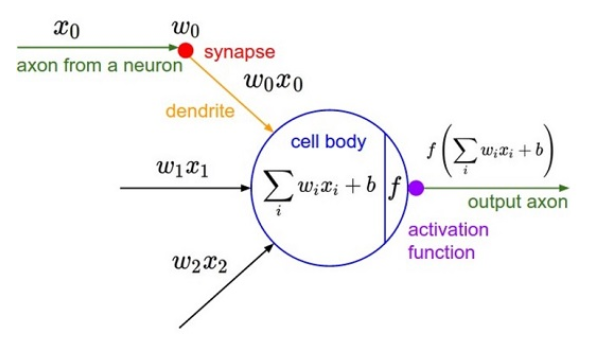 x₀
w₀
synapse
axon from a neuron
w₀x₀
dendrite
cell body
f(∑ᵢ wᵢxᵢ + b)
w₁x₁
∑ᵢ wᵢxᵢ + b
f
output axon
activation
function
w₂x₂